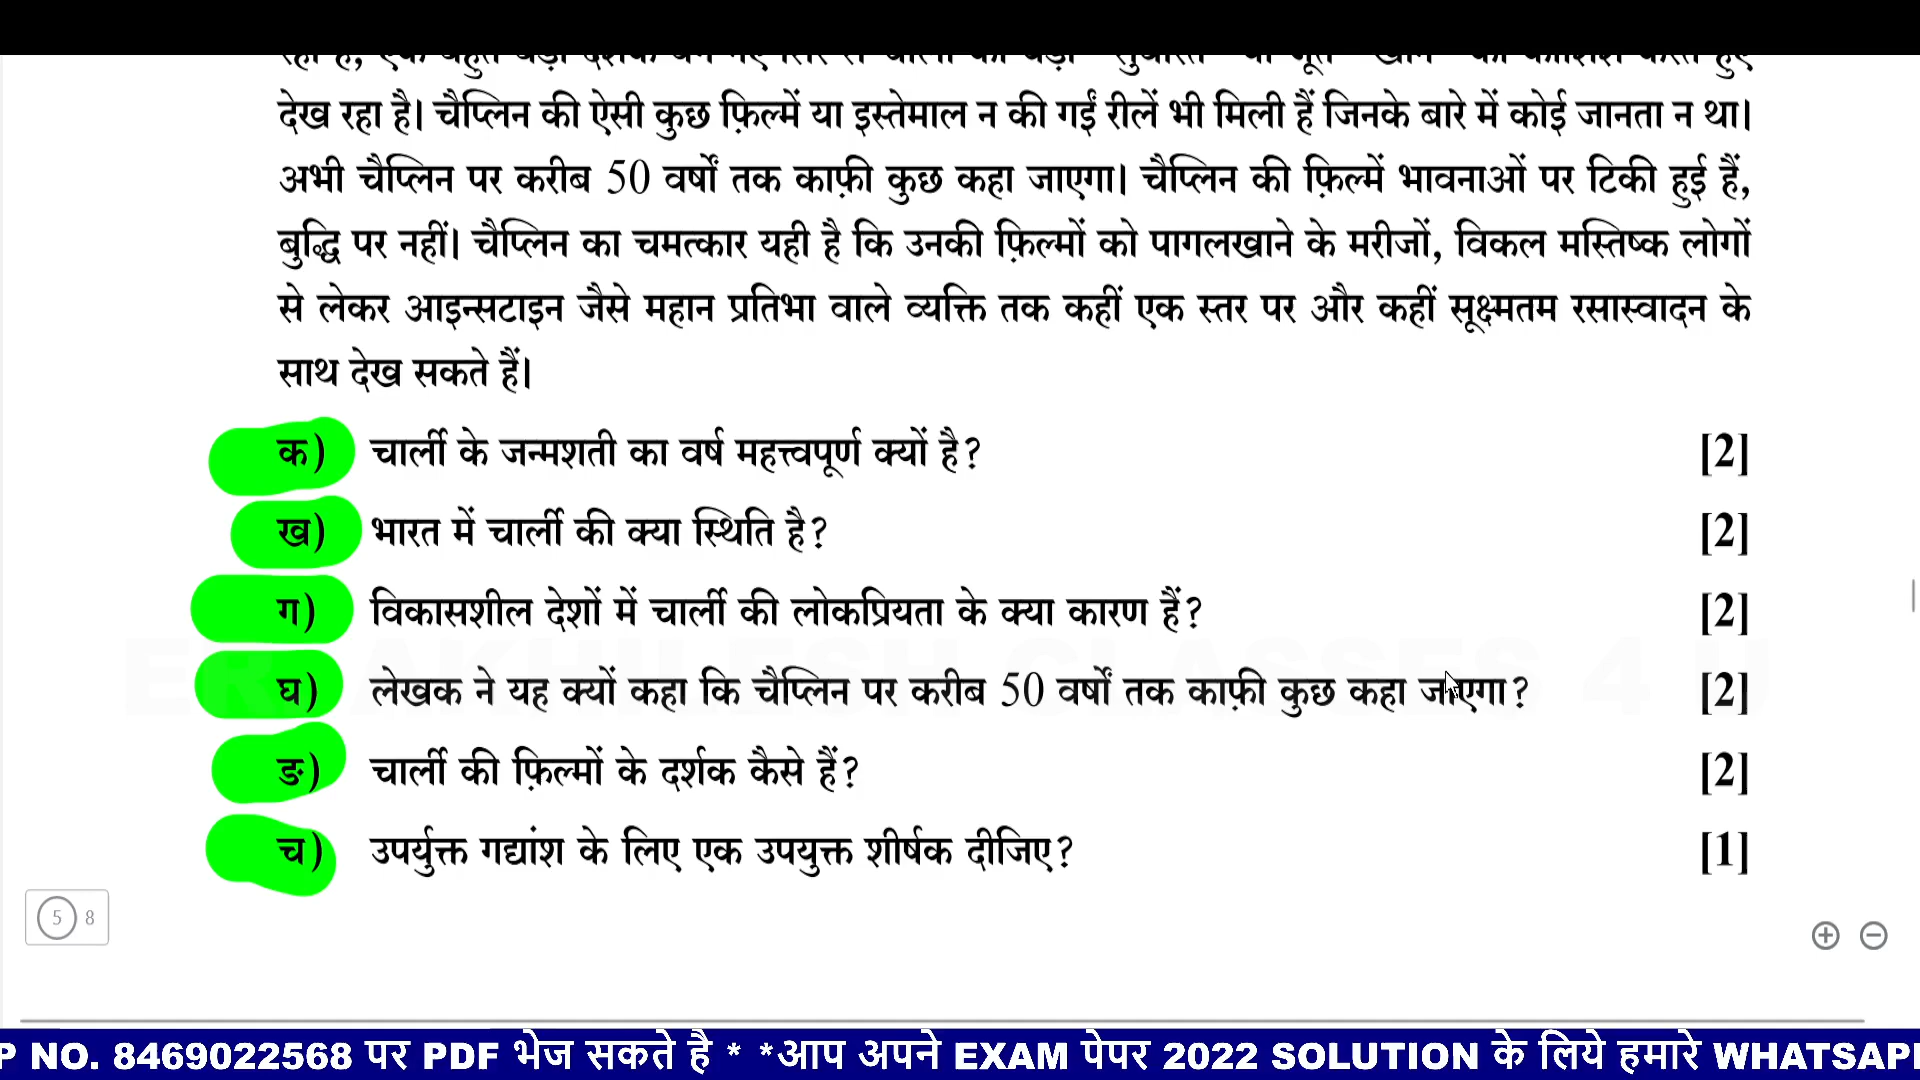 देख रहा है। चैप्लिन की ऐसी कुछ फ़िल्में या इस्तेमाल न की गईं रीलें भी मिली हैं जिनके बारे में कोई जानता न था।
अभी चैप्लिन पर करीब 50 वर्षों तक काफ़ी कुछ कहा जाएगा। चैप्लिन की फ़िल्में भावनाओं पर टिकी हुई हैं,
बुद्धि पर नहीं। चैप्लिन का चमत्कार यही है कि उनकी फ़िल्मों को पागलखाने के मरीजों, विकल मस्तिष्क लोगों
से लेकर आइन्सटाइन जैसे महान प्रतिभा वाले व्यक्ति तक कहीं एक स्तर पर और कहीं सूक्ष्मतम रसास्वादन के
साथ देख सकते हैं।
क) चार्ली के जन्मशती का वर्ष महत्त्वपूर्ण क्यों है? [2]
ख) भारत में चार्ली की क्या स्थिति है? [2]
ग) विकासशील देशों में चार्ली की लोकप्रियता के क्या कारण हैं? [2]
घ) लेखक ने यह क्यों कहा कि चैप्लिन पर करीब 50 वर्षों तक काफ़ी कुछ कहा जाएगा? [2]
ङ) चार्ली की फ़िल्मों के दर्शक कैसे हैं? [2]
च) उपर्युक्त गद्यांश के लिए एक उपयुक्त शीर्षक दीजिए? [1]
5 8
P NO. 8469022568 पर PDF भेज सकते है * *आप अपने EXAM पेपर 2022 SOLUTION के लिये हमारे WHATSAPP